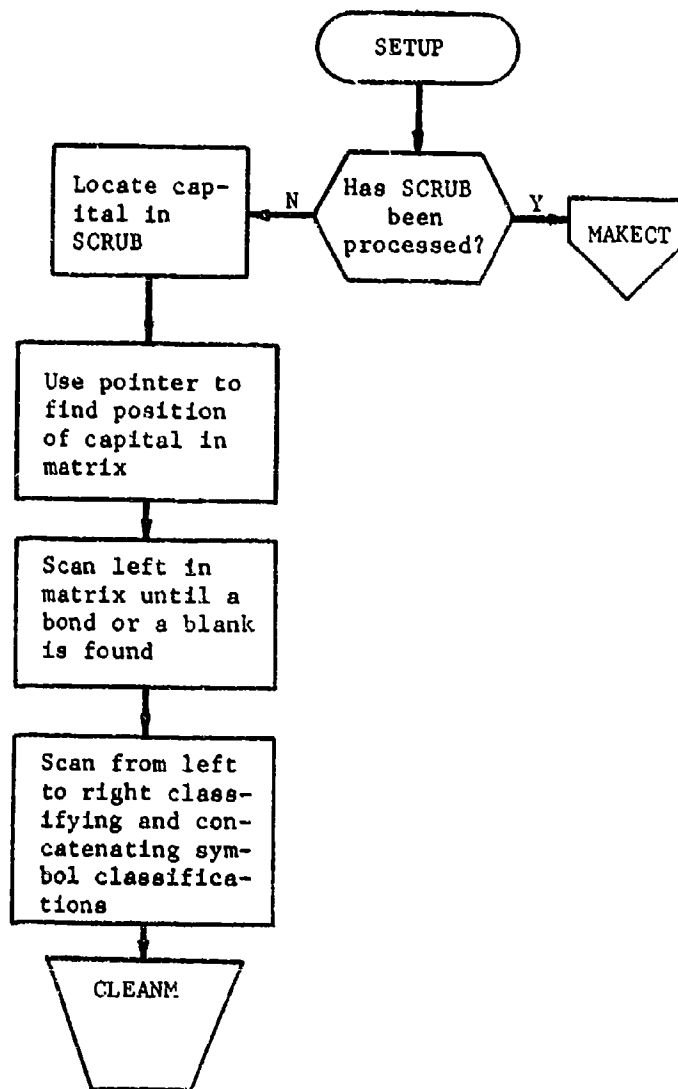 SETUP
Has SCRUB
been
processed?
N
Y
Locate cap-
ital in
SCRUB
MAKECT
Use pointer to
find position
of capital in
matrix
Scan left in
matrix until a
bond or a blank
is found
Scan from left
to right class-
ifying and con-
catenating sym-
bol classifica-
tions
CLEANM